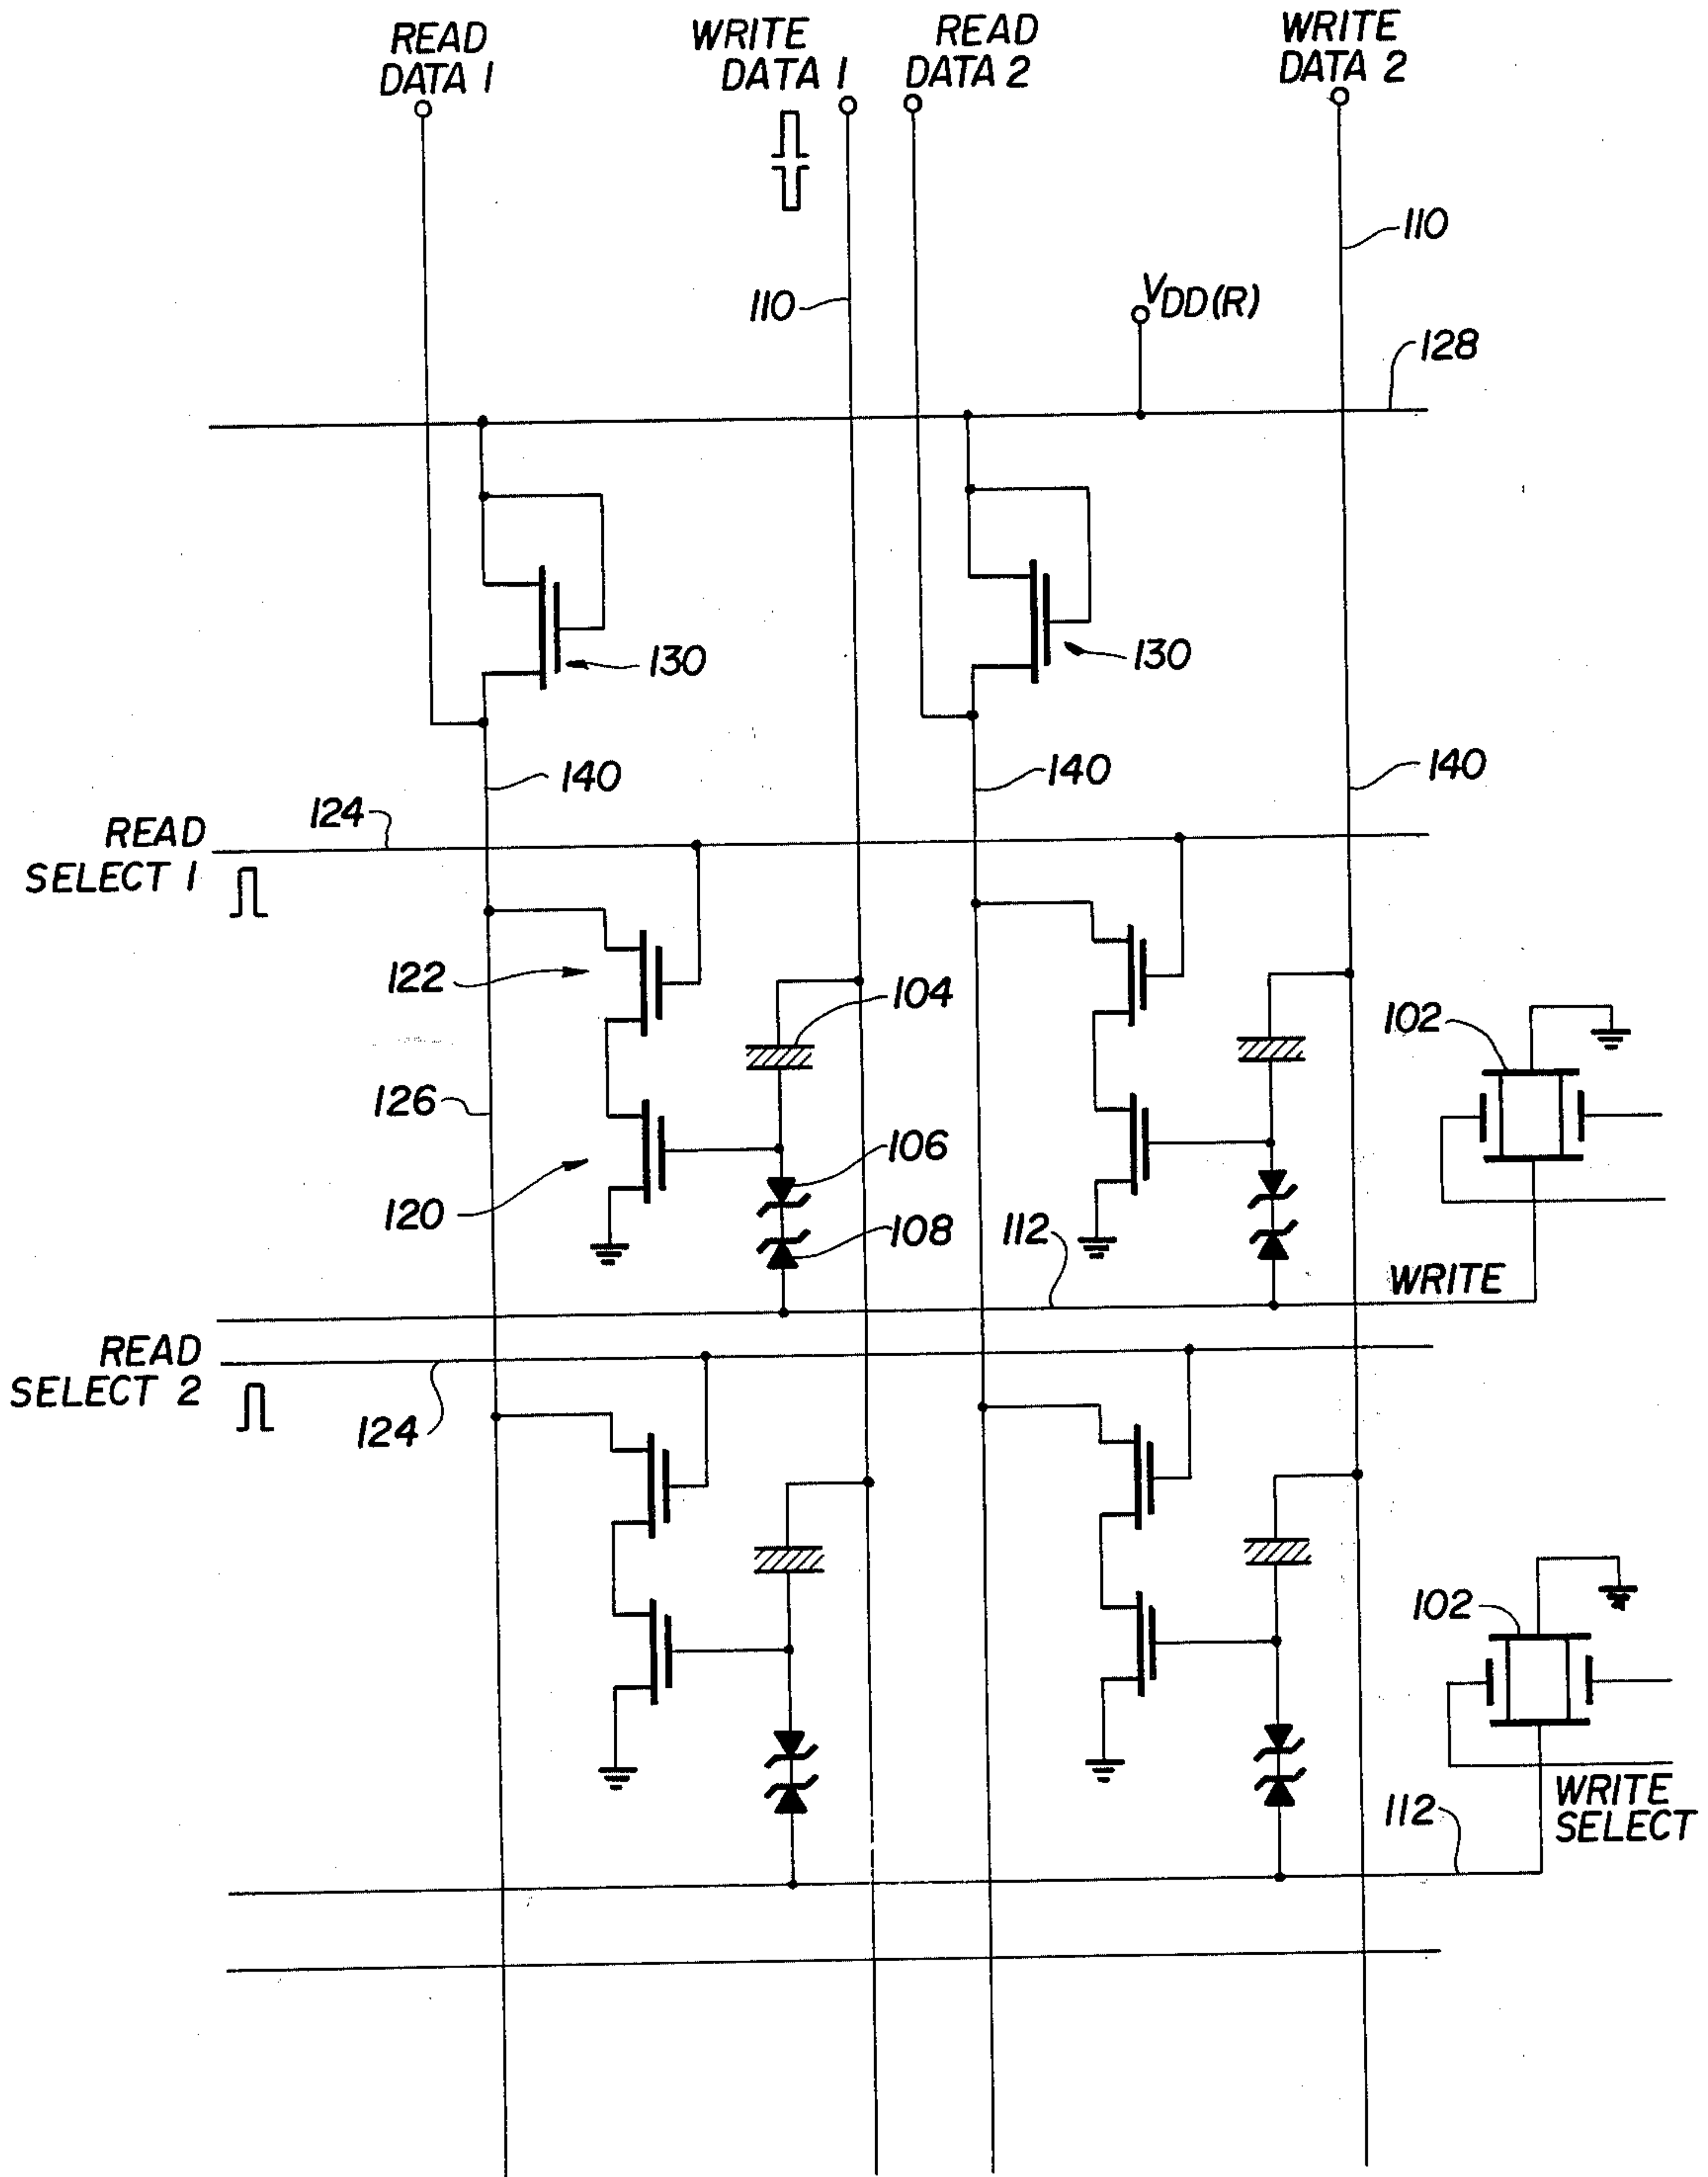 READ
DATA 1
WRITE
DATA 1
READ
DATA 2
WRITE
DATA 2
110
110
VDD(R)
128
130
130
140
140
140
READ
SELECT 1
124
122
104
102
126
106
120
108
112
WRITE
READ
SELECT 2
124
102
WRITE
SELECT
112